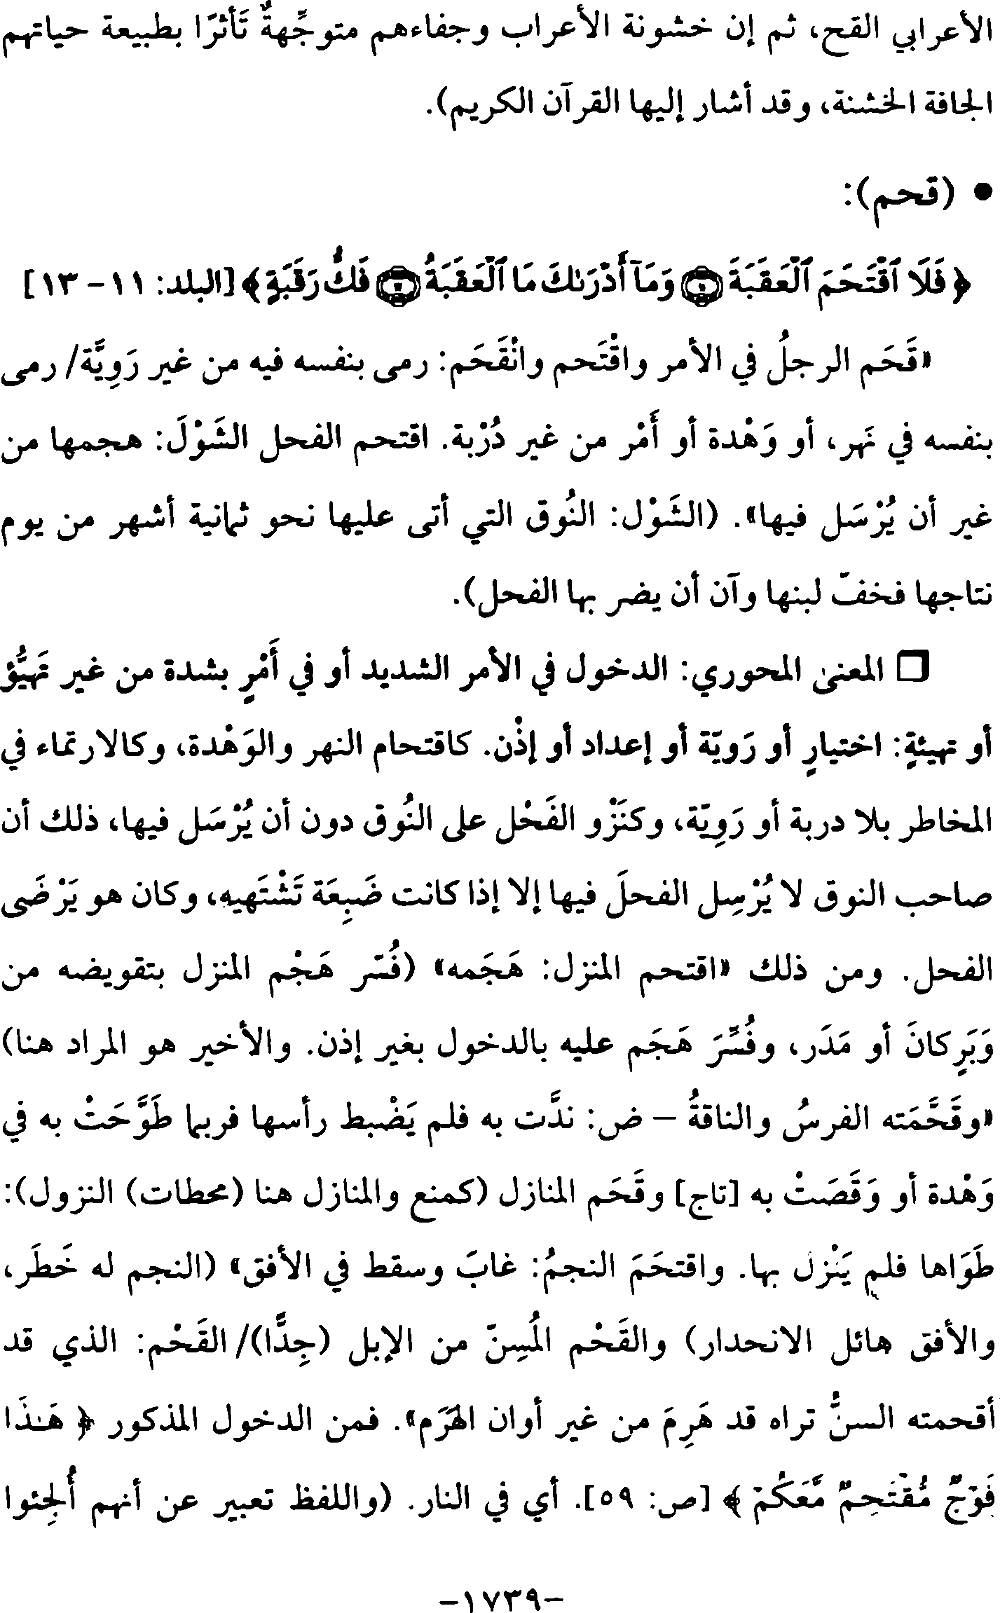 الأعرابي القح، ثم إن خشونة الأعراب وجفاءهم متوجِّهةٌ تَأثرًا بطبيعة حياتهم
الجافة الخشنة، وقد أشار إليها القرآن الكريم).
• (قحم):
﴿ فَلَا ٱقْتَحَمَ ٱلْعَقَبَةَ ۝ وَمَآ أَدْرَىٰكَ مَا ٱلْعَقَبَةُ ۝ فَكُّ رَقَبَةٍ ﴾ [البلد: ١١- ١٣]
«قَحَم الرجلُ في الأمر واقْتَحم وانْقَحَم: رمى بنفسه فيه من غير رَوِيَّة/ رمى
بنفسه في نَهر، أو وَهْدة أو أَمْر من غير دُرْبة. اقتحم الفحل الشَوْلَ: هجمها من
غير أن يُرْسَل فيها». (الشَوْل: النُوق التي أتى عليها نحو ثمانية أشهر من يوم
نتاجها فخفّ لبنها وآن أن يضر بها الفحل).
❏ المعنى المحوري: الدخول في الأمر الشديد أو في أَمْرٍ بشدة من غير تَهيُّؤ
أو تهيئةٍ: اختيارٍ أو رَويّة أو إعداد أو إذْن. كاقتحام النهر والوَهْدة، وكالارتماء في
المخاطر بلا دربة أو رَوِيّة، وكنَزْو الفَحْل على النُوق دون أن يُرْسَل فيها، ذلك أن
صاحب النوق لا يُرْسِل الفحلَ فيها إلا إذا كانت ضَبِعَة تَشْتَهيهِ، وكان هو يَرْضَى
الفحل. ومن ذلك «اقتحم المنزل: هَجَمه» (فُسّر هَجْم المنزل بتقويضه من
وَبَرٍكانَ أو مَدَر، وفُسِّرَ هَجَم عليه بالدخول بغير إذن. والأخير هو المراد هنا)
«وقَحَّمَته الفرسُ والناقةُ – ض: ندَّت به فلم يَضْبط رأسها فربما طَوَّحَتْ به في
وَهْدة أو وَقَصَتْ به [تاج] وقَحَم المنازل (كمنع والمنازل هنا (محطات) النزول):
طَوَاها فلم يَنْزل بها. واقتحَمَ النجمُ: غابَ وسقط في الأفق» (النجم له خَطَر،
والأفق هائل الانحدار) والقَحْم المُسِنّ من الإبل (جِدًّا)/ القَحْم: الذي قد
أقحمته السنُّ تراه قد هَرِمَ من غير أوان الهَرَم». فمن الدخول المذكور ﴿ هَـٰذَا
فَوْجٌ مُقْتَحِمٌ مَّعَكُمْ ﴾ [ص: ٥٩]. أي في النار. (واللفظ تعبير عن أنهم أُلجِئوا
-١٧٣٩-